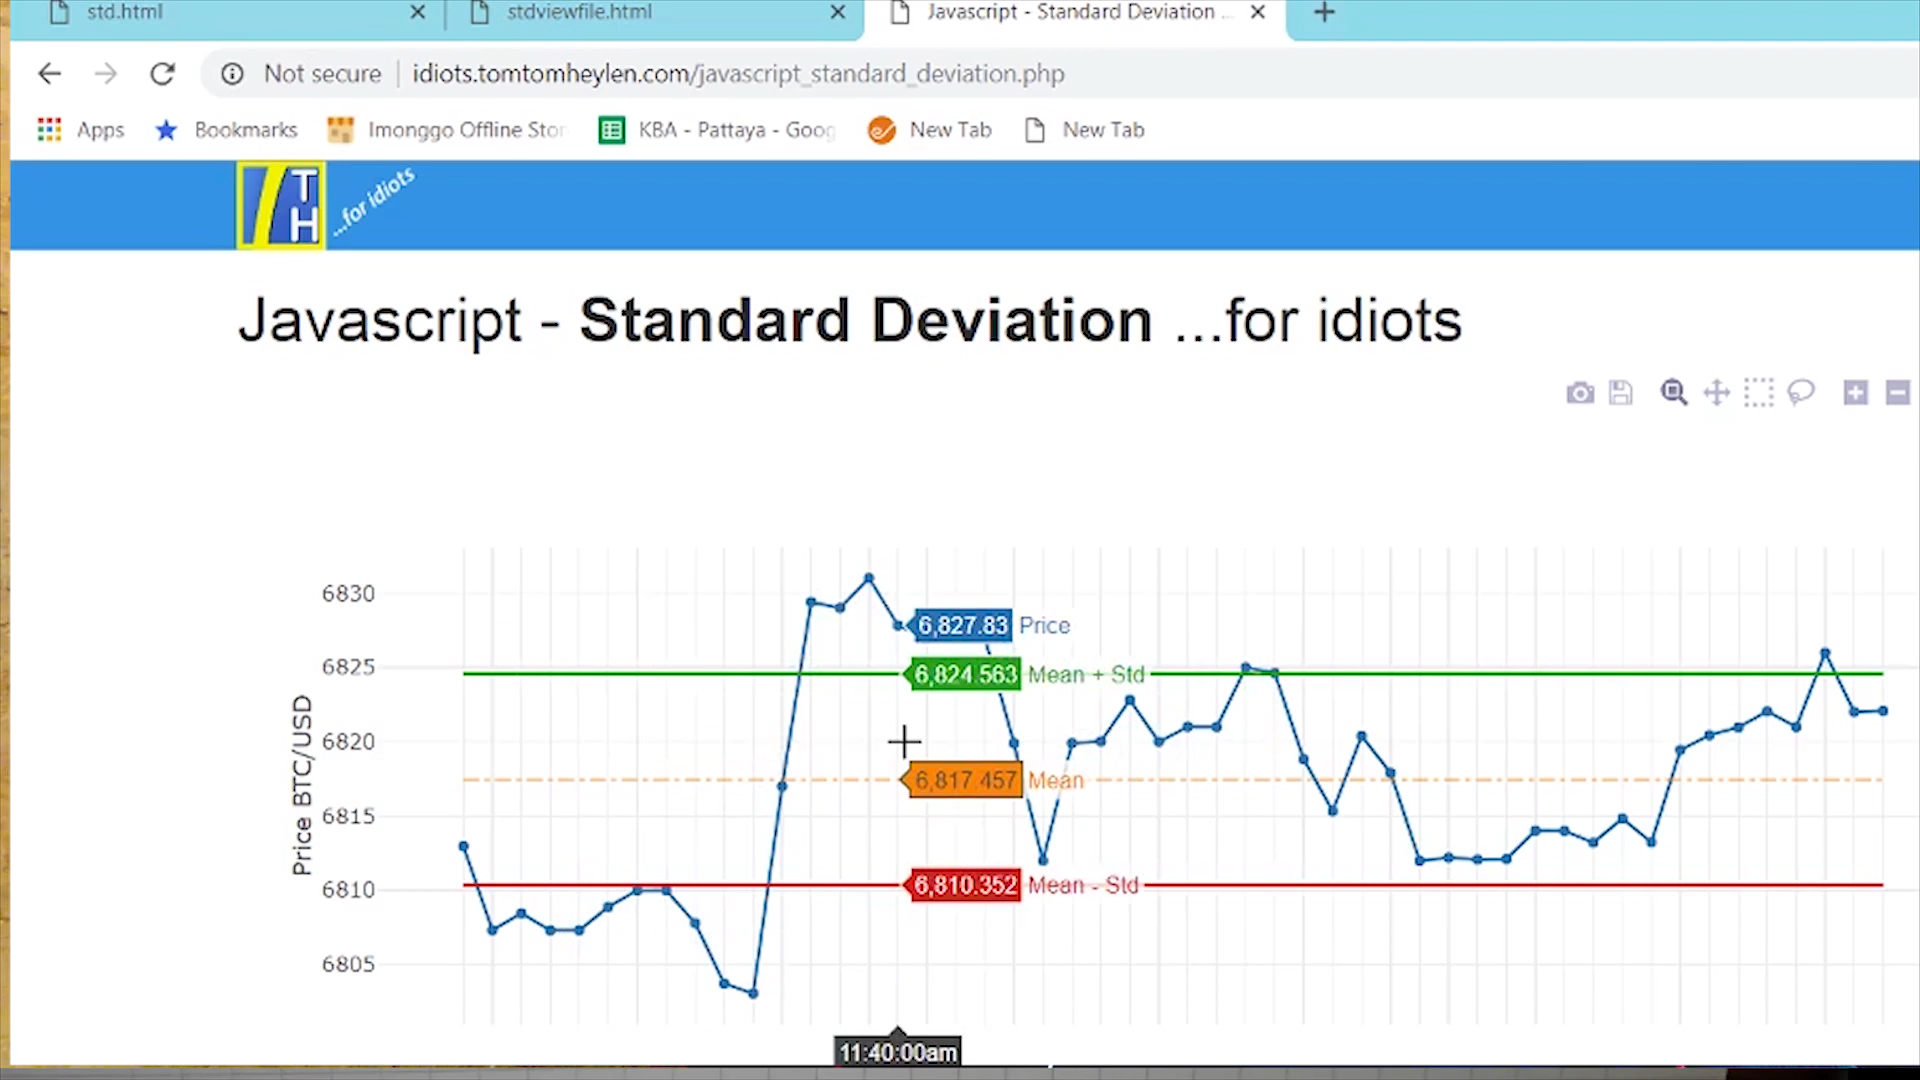 std.html
stdviewfile.html
Javascript - Standard Deviation ...
Not secure idiots.tomtomheylen.com/javascript_standard_deviation.php
Apps Bookmarks Imonggo Offline Stor KBA - Pattaya - Goog New Tab New Tab
TH ...for idiots
Javascript - Standard Deviation ...for idiots
6830
6,827.83 Price
6825
6,824.563 Mean + Std
6820
6,817.457 Mean
6815
6810
6,810.352 Mean - Std
6805
Price BTC/USD
11:40:00am